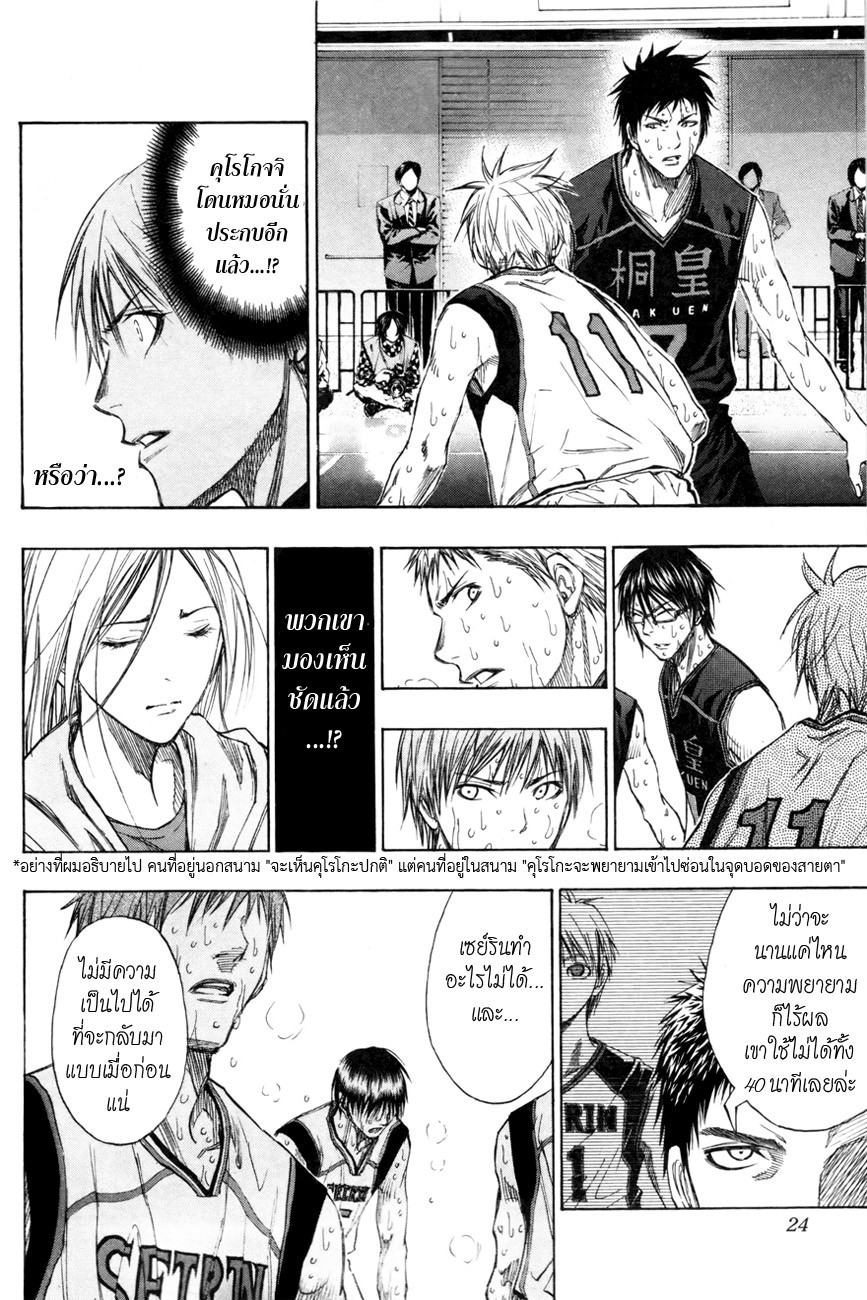 桐皇
AKUEN
7
11
คุโรโกจจิ
โดนหมอนั่น
ประกบอีก
แล้ว...!?
หรือว่า...?
皇
KUEN
11
พวกเขา
มองเห็น
ชัดแล้ว
...!?
*อย่างที่ผมอธิบายไป คนที่อยู่นอกสนาม "จะเห็นคุโรโกะปกติ" แต่คนที่อยู่ในสนาม "คุโรโกะจะพยายามเข้าไปซ่อนในจุดบอดของสายตา"
ไม่ว่าจะ
นานแค่ไหน
ความพยายาม
ก็ไร้ผล
เขาใช้ไม่ได้ทั้ง
40 นาทีเลยล่ะ
RIN
1
เซย์รินทำ
อะไรไม่ได้...
และ...
ไม่มีความ
เป็นไปได้
ที่จะกลับมา
แบบเมื่อก่อน
แน่
SEIRIN
24